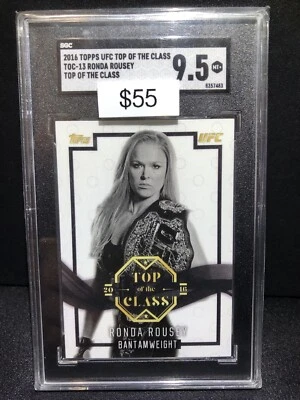 SGC
2016 TOPPS UFC TOP OF THE CLASS
TOC-13 RONDA ROUSEY
TOP OF THE CLASS
9.5 MT+
$55
Topps
UFC
TOP
of the
20 16
CLASS
RONDA ROUSEY
BANTAMWEIGHT